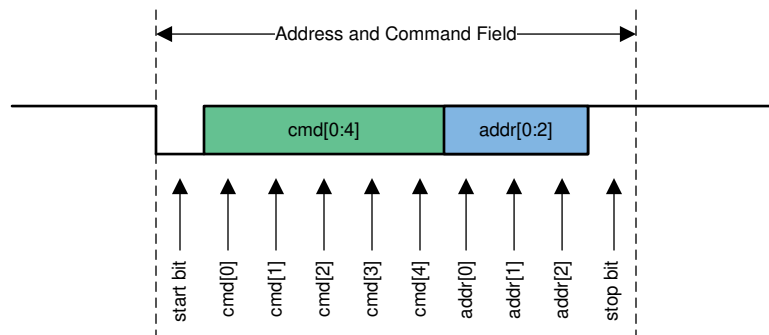 Address and Command Field
cmd[0:4]
addr[0:2]
start bit
cmd[0]
cmd[1]
cmd[2]
cmd[3]
cmd[4]
addr[0]
addr[1]
addr[2]
stop bit